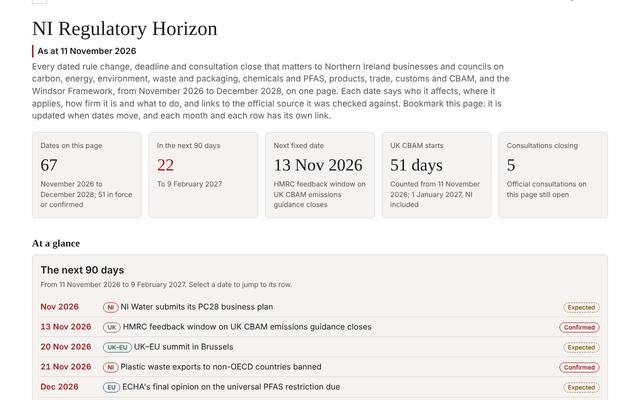 NI Regulatory Horizon
As at 11 November 2026
Every dated rule change, deadline and consultation close that matters to Northern Ireland businesses and councils on
carbon, energy, environment, waste and packaging, chemicals and PFAS, products, trade, customs and CBAM, and the
Windsor Framework, from November 2026 to December 2028, on one page. Each date says who it affects, where it
applies, how firm it is and what to do, and links to the official source it was checked against. Bookmark this page: it is
updated when dates move, and each month and each row has its own link.
Dates on this page
67
November 2026 to
December 2028; 51 in force
or confirmed
In the next 90 days
22
To 9 February 2027
Next fixed date
13 Nov 2026
HMRC feedback window on
UK CBAM emissions
guidance closes
UK CBAM starts
51 days
Counted from 11 November
2026; 1 January 2027, NI
included
Consultations closing
5
Official consultations on
this page still open
At a glance
The next 90 days
From 11 November 2026 to 9 February 2027. Select a date to jump to its row.
Nov 2026 NI NI Water submits its PC28 business plan Expected
13 Nov 2026 UK HMRC feedback window on UK CBAM emissions guidance closes Confirmed
20 Nov 2026 UK-EU UK–EU summit in Brussels Expected
21 Nov 2026 NI Plastic waste exports to non-OECD countries banned Confirmed
Dec 2026 EU ECHA's final opinion on the universal PFAS restriction due Expected